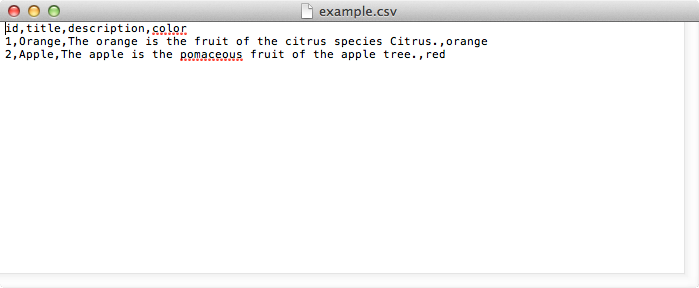 example.csv
id,title,description,color
1,Orange,The orange is the fruit of the citrus species Citrus.,orange
2,Apple,The apple is the pomaceous fruit of the apple tree.,red